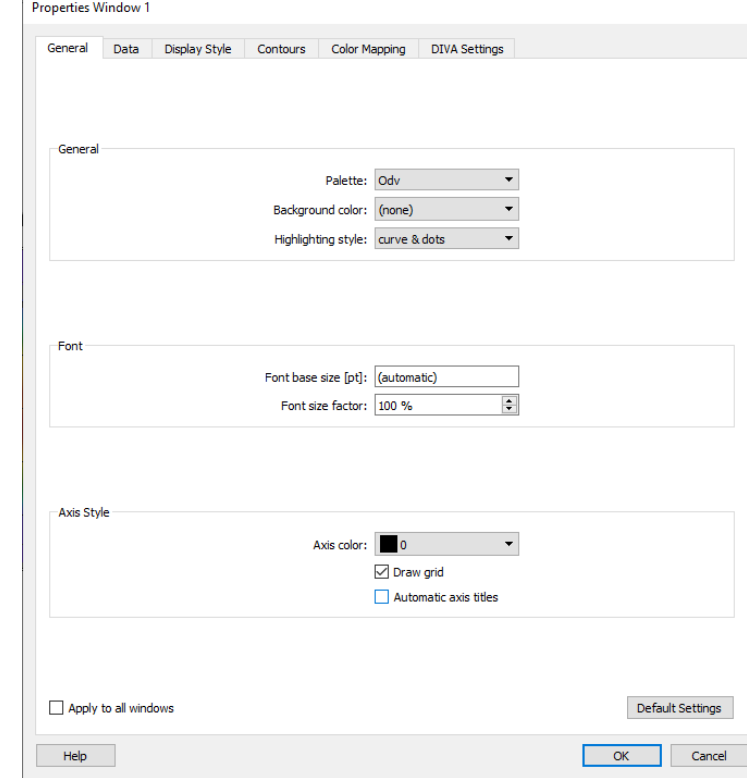 Properties Window 1
General Data Display Style Contours Color Mapping DIVA Settings
General
Palette: Odv
Background color: (none)
Highlighting style: curve & dots
Font
Font base size [pt]: (automatic)
Font size factor: 100 %
Axis Style
Axis color: 0
Draw grid
Automatic axis titles
Apply to all windows Default Settings
Help OK Cancel